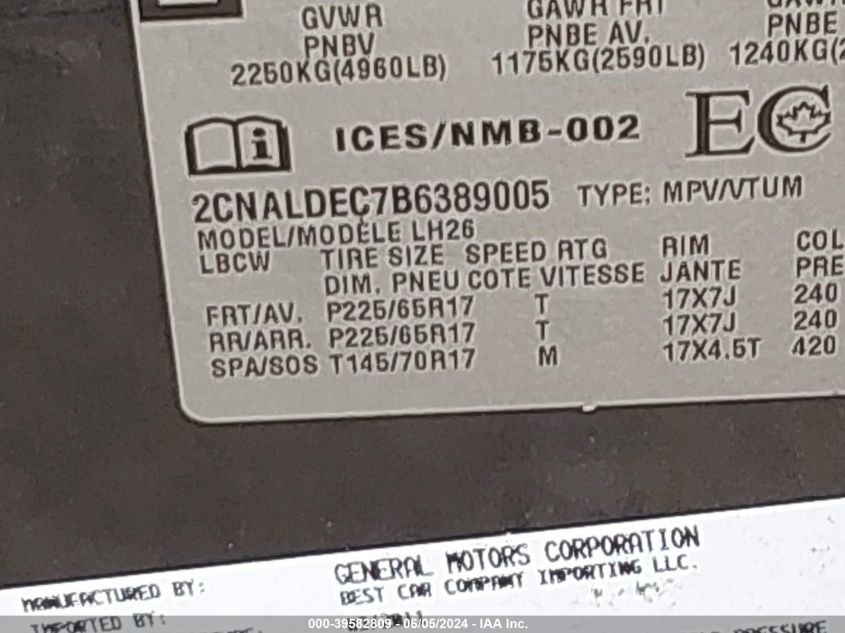 GVWR GAWR FRT
PNBV PNBE AV. PNBE
2250KG(4960LB) 1175KG(2590LB) 1240KG(2
ICES/NMB-002 EC
2CNALDEC7B6389005 TYPE: MPV/VTUM
MODEL/MODÈLE LH26
LBCW TIRE SIZE SPEED RTG RIM COL
DIM. PNEU COTE VITESSE JANTE PRE
FRT/AV. P225/65R17 T 17X7J 240
RR/ARR. P225/65R17 T 17X7J 240
SPA/SOS T145/70R17 M 17X4.5T 420
MANUFACTURED BY: GENERAL MOTORS CORPORATION
IMPORTED BY: BEST CAR COMPANY IMPORTING LLC.
PRESSURE
000-39582809 - 06/05/2024 - IAA Inc.